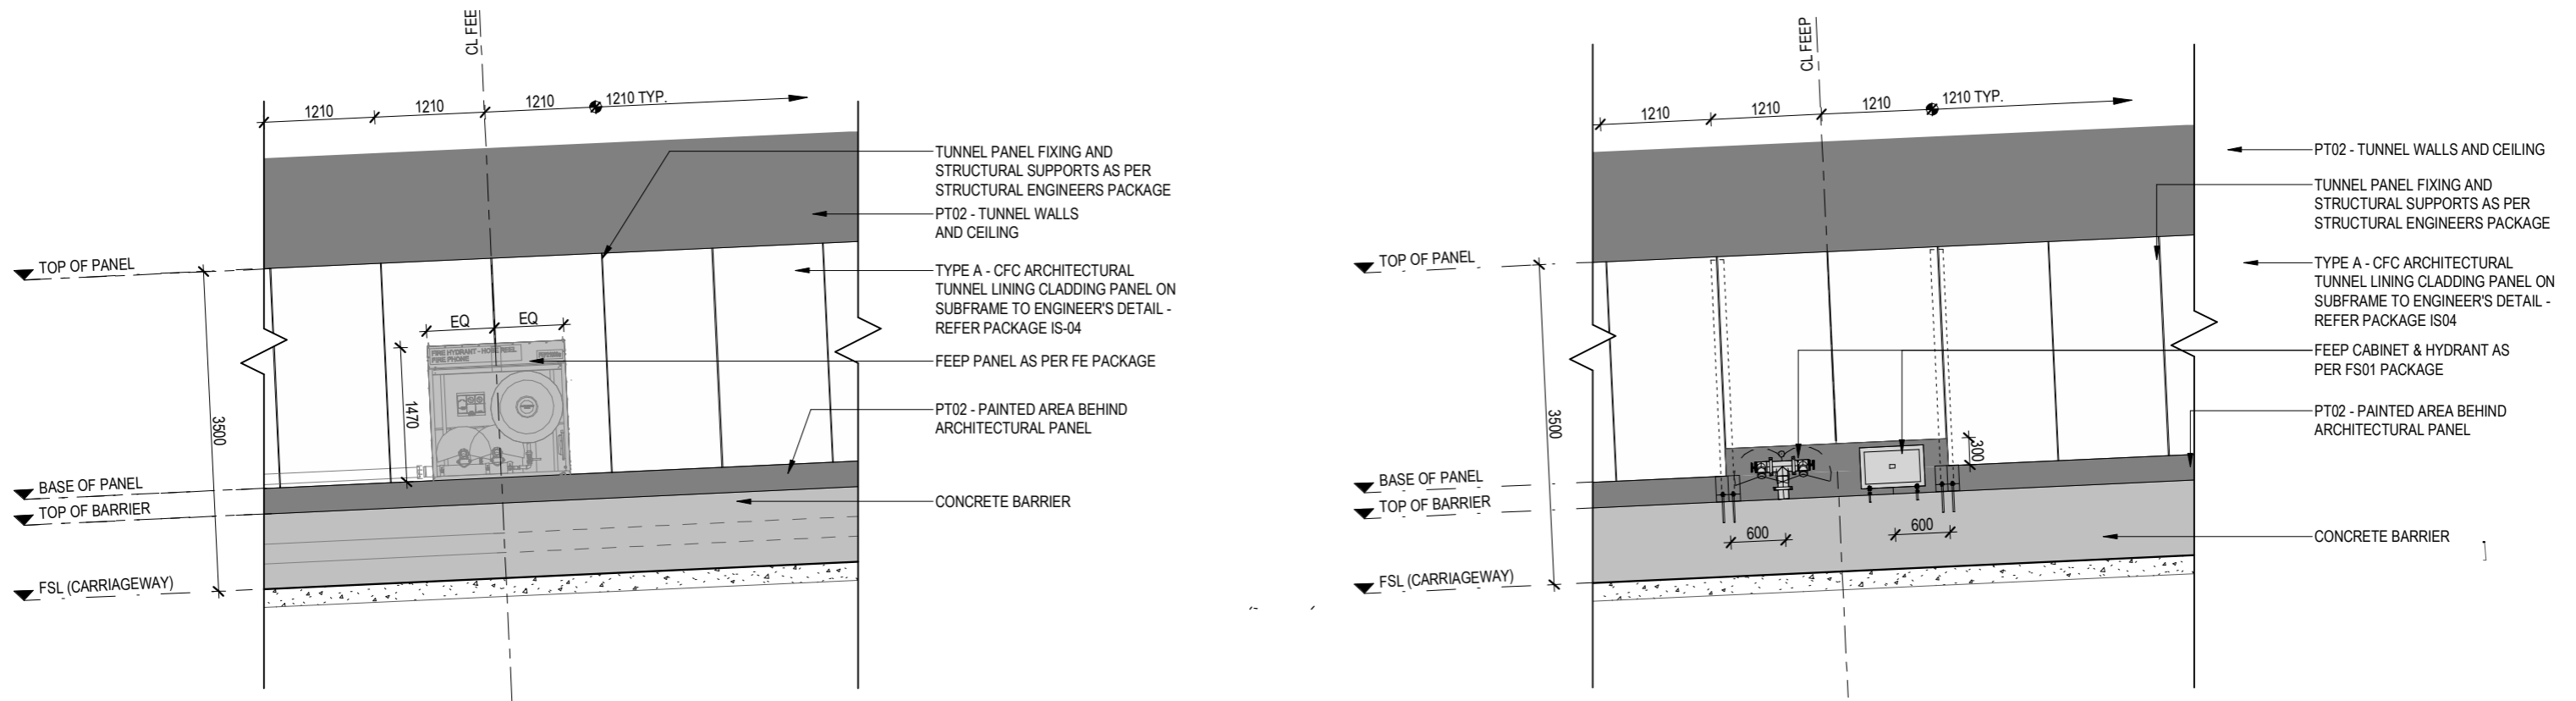 CL FEE
1210
1210
1210
1210 TYP.
TUNNEL PANEL FIXING AND
STRUCTURAL SUPPORTS AS PER
STRUCTURAL ENGINEERS PACKAGE
PT02 - TUNNEL WALLS
AND CEILING
TOP OF PANEL
TYPE A - CFC ARCHITECTURAL
TUNNEL LINING CLADDING PANEL ON
SUBFRAME TO ENGINEER'S DETAIL -
REFER PACKAGE IS-04
EQ
EQ
FIRE HYDRANT - HOSE REEL
FIRE PHONE
FEEP PANEL AS PER FE PACKAGE
1470
3500
PT02 - PAINTED AREA BEHIND
ARCHITECTURAL PANEL
BASE OF PANEL
TOP OF BARRIER
CONCRETE BARRIER
FSL (CARRIAGEWAY)
CL FEEP
1210
1210
1210
1210 TYP.
PT02 - TUNNEL WALLS AND CEILING
TUNNEL PANEL FIXING AND
STRUCTURAL SUPPORTS AS PER
STRUCTURAL ENGINEERS PACKAGE
TOP OF PANEL
TYPE A - CFC ARCHITECTURAL
TUNNEL LINING CLADDING PANEL ON
SUBFRAME TO ENGINEER'S DETAIL -
REFER PACKAGE IS04
FEEP CABINET & HYDRANT AS
PER FS01 PACKAGE
3500
300
PT02 - PAINTED AREA BEHIND
ARCHITECTURAL PANEL
BASE OF PANEL
TOP OF BARRIER
600
600
CONCRETE BARRIER
FSL (CARRIAGEWAY)